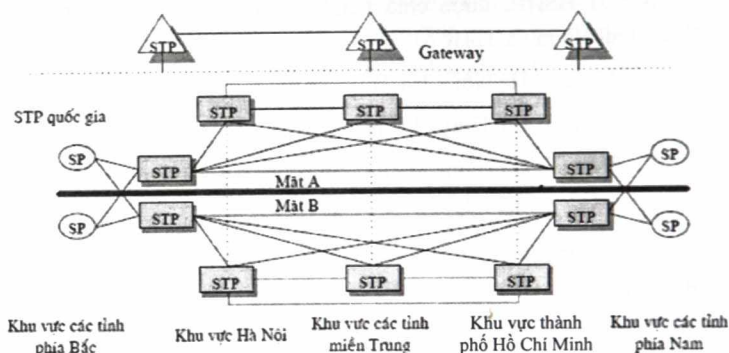 STP STP STP
Gateway
STP quốc gia
STP STP STP
SP STP STP SP
Mặt A
Mặt B
SP STP STP SP
STP STP STP
Khu vực các tỉnh
phía Bắc
Khu vực Hà Nội
Khu vực các tỉnh
miền Trung
Khu vực thành
phố Hồ Chí Minh
Khu vực các tỉnh
phía Nam